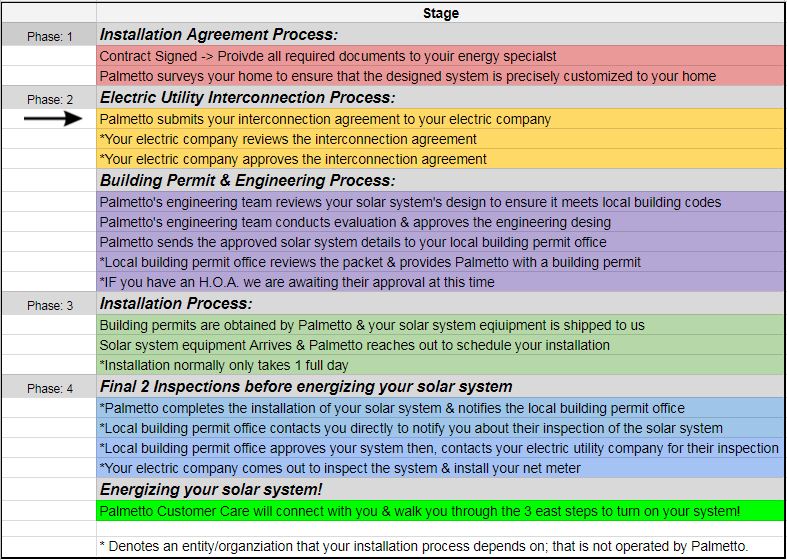 Stage
Phase: 1
Installation Agreement Process:
Contract Signed -> Proivde all required documents to youir energy specialst
Palmetto surveys your home to ensure that the designed system is precisely customized to your home
Phase: 2
Electric Utility Interconnection Process:
Palmetto submits your interconnection agreement to your electric company
*Your electric company reviews the interconnection agreement
*Your electric company approves the interconnection agreement
Building Permit & Engineering Process:
Palmetto's engineering team reviews your solar system's design to ensure it meets local building codes
Palmetto's engineering team conducts evaluation & approves the engineering desing
Palmetto sends the approved solar system details to your local building permit office
*Local building permit office reviews the packet & provides Palmetto with a building permit
*IF you have an H.O.A. we are awaiting their approval at this time
Phase: 3
Installation Process:
Building permits are obtained by Palmetto & your solar system eqiuipment is shipped to us
Solar system equipment Arrives & Palmetto reaches out to schedule your installation
*Installation normally only takes 1 full day
Phase: 4
Final 2 Inspections before energizing your solar system
*Palmetto completes the installation of your solar system & notifies the local building permit office
*Local building permit office contacts you directly to notify you about their inspection of the solar system
*Local building permit office approves your system then, contacts your electric utility company for their inspection
*Your electric company comes out to inspect the system & install your net meter
Energizing your solar system!
Palmetto Customer Care will connect with you & walk you through the 3 east steps to turn on your system!
* Denotes an entity/organziation that your installation process depends on; that is not operated by Palmetto.